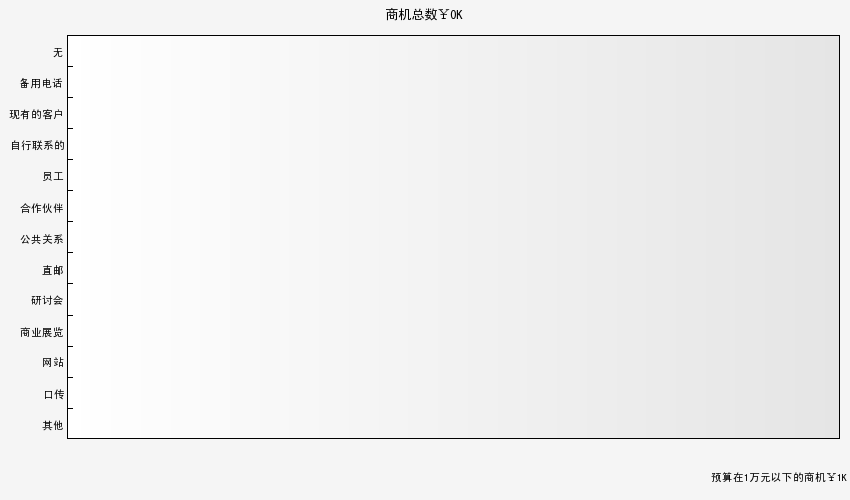 商机总数￥0K
无
备用电话
现有的客户
自行联系的
员工
合作伙伴
公共关系
直邮
研讨会
商业展览
网站
口传
其他
预算在1万元以下的商机￥1K